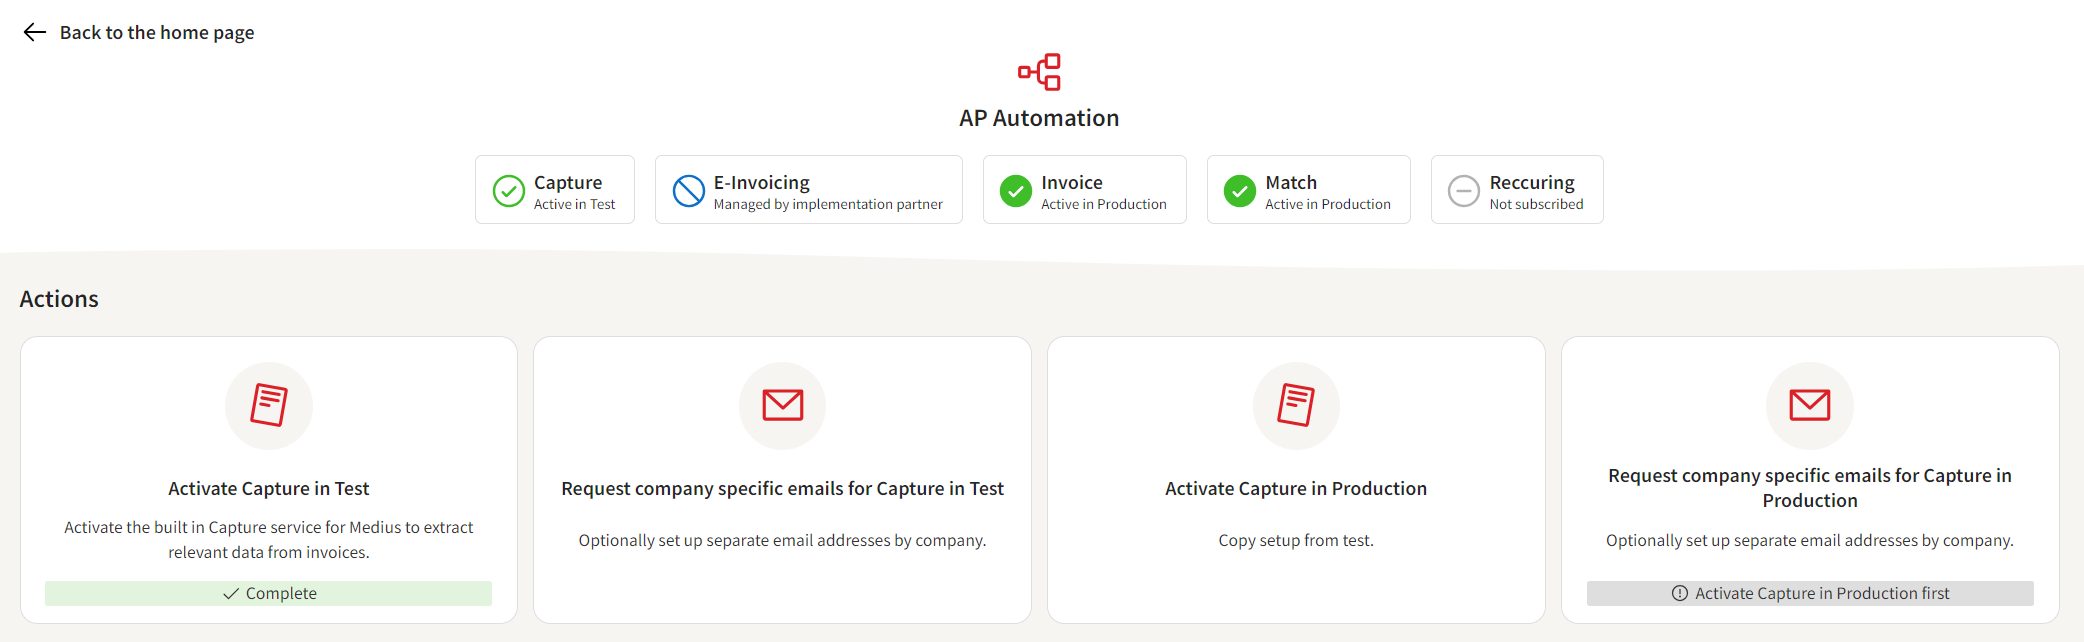 Back to the home page
AP Automation
Capture
Active in Test
E-Invoicing
Managed by implementation partner
Invoice
Active in Production
Match
Active in Production
Reccuring
Not subscribed
Actions
Activate Capture in Test
Activate the built in Capture service for Medius to extract
relevant data from invoices.
Complete
Request company specific emails for Capture in Test
Optionally set up separate email addresses by company.
Activate Capture in Production
Copy setup from test.
Request company specific emails for Capture in
Production
Optionally set up separate email addresses by company.
Activate Capture in Production first